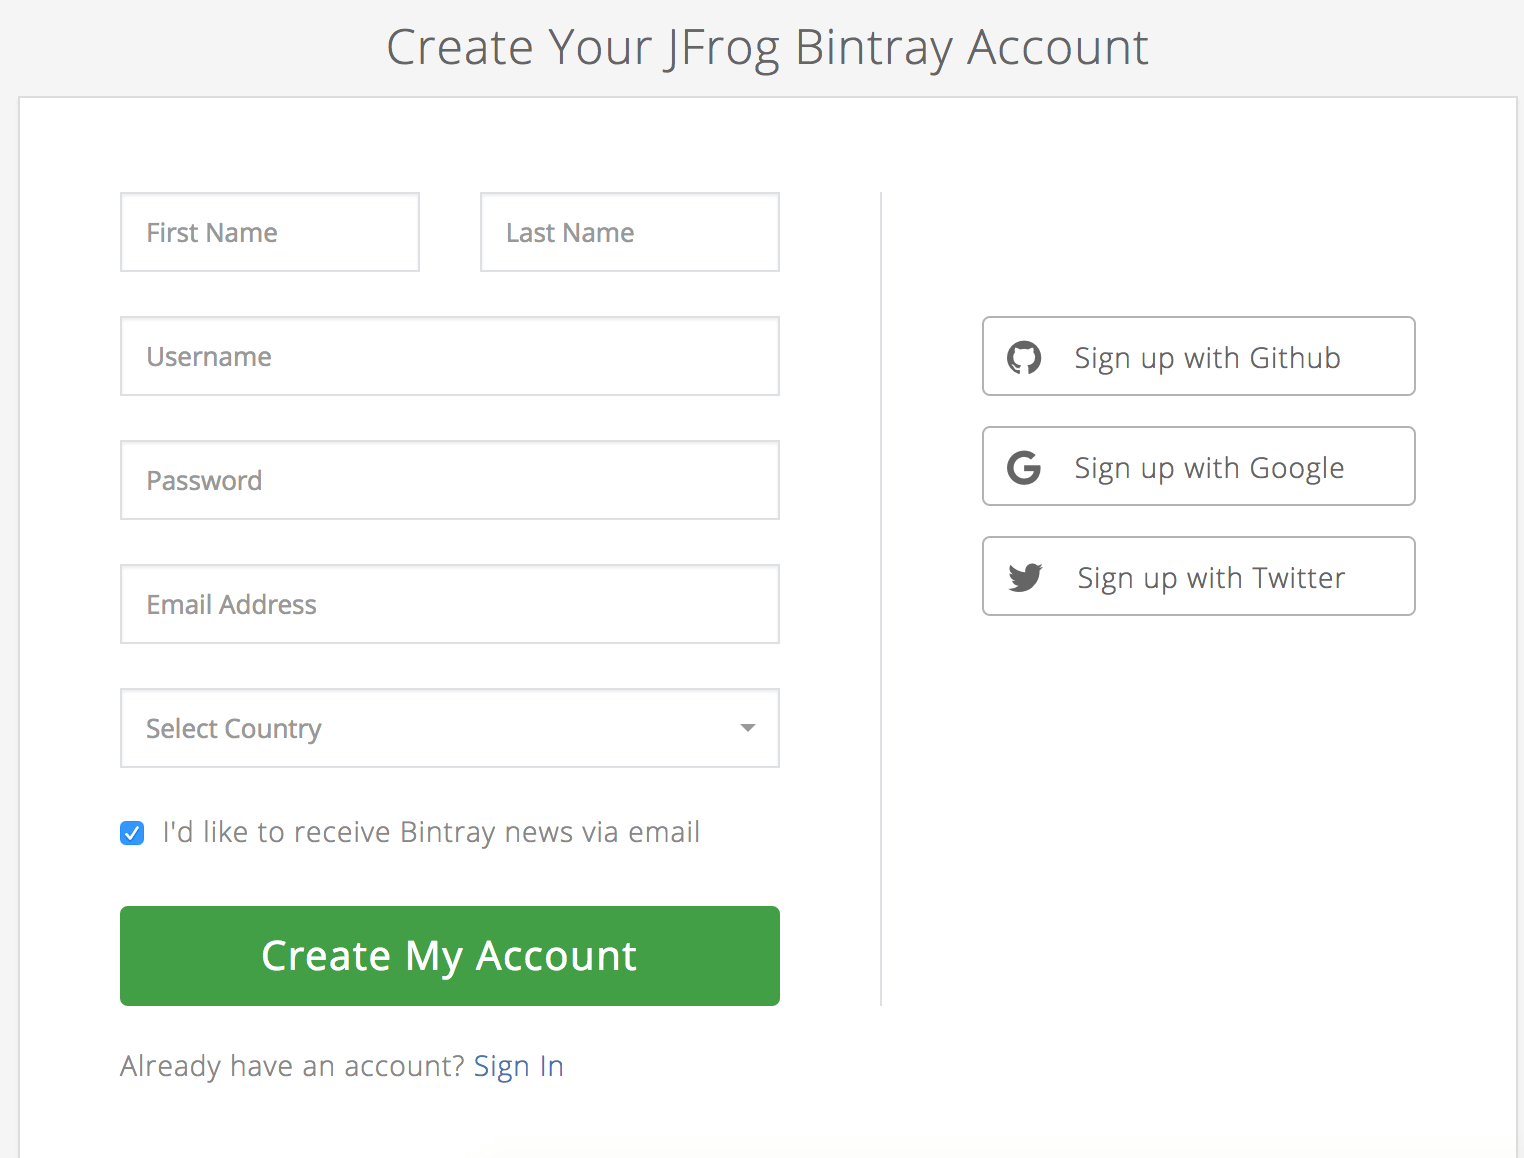 Create Your JFrog Bintray Account
First Name
Last Name
Username
Password
Email Address
Select Country
I'd like to receive Bintray news via email
Create My Account
Already have an account? Sign In
Sign up with Github
Sign up with Google
Sign up with Twitter